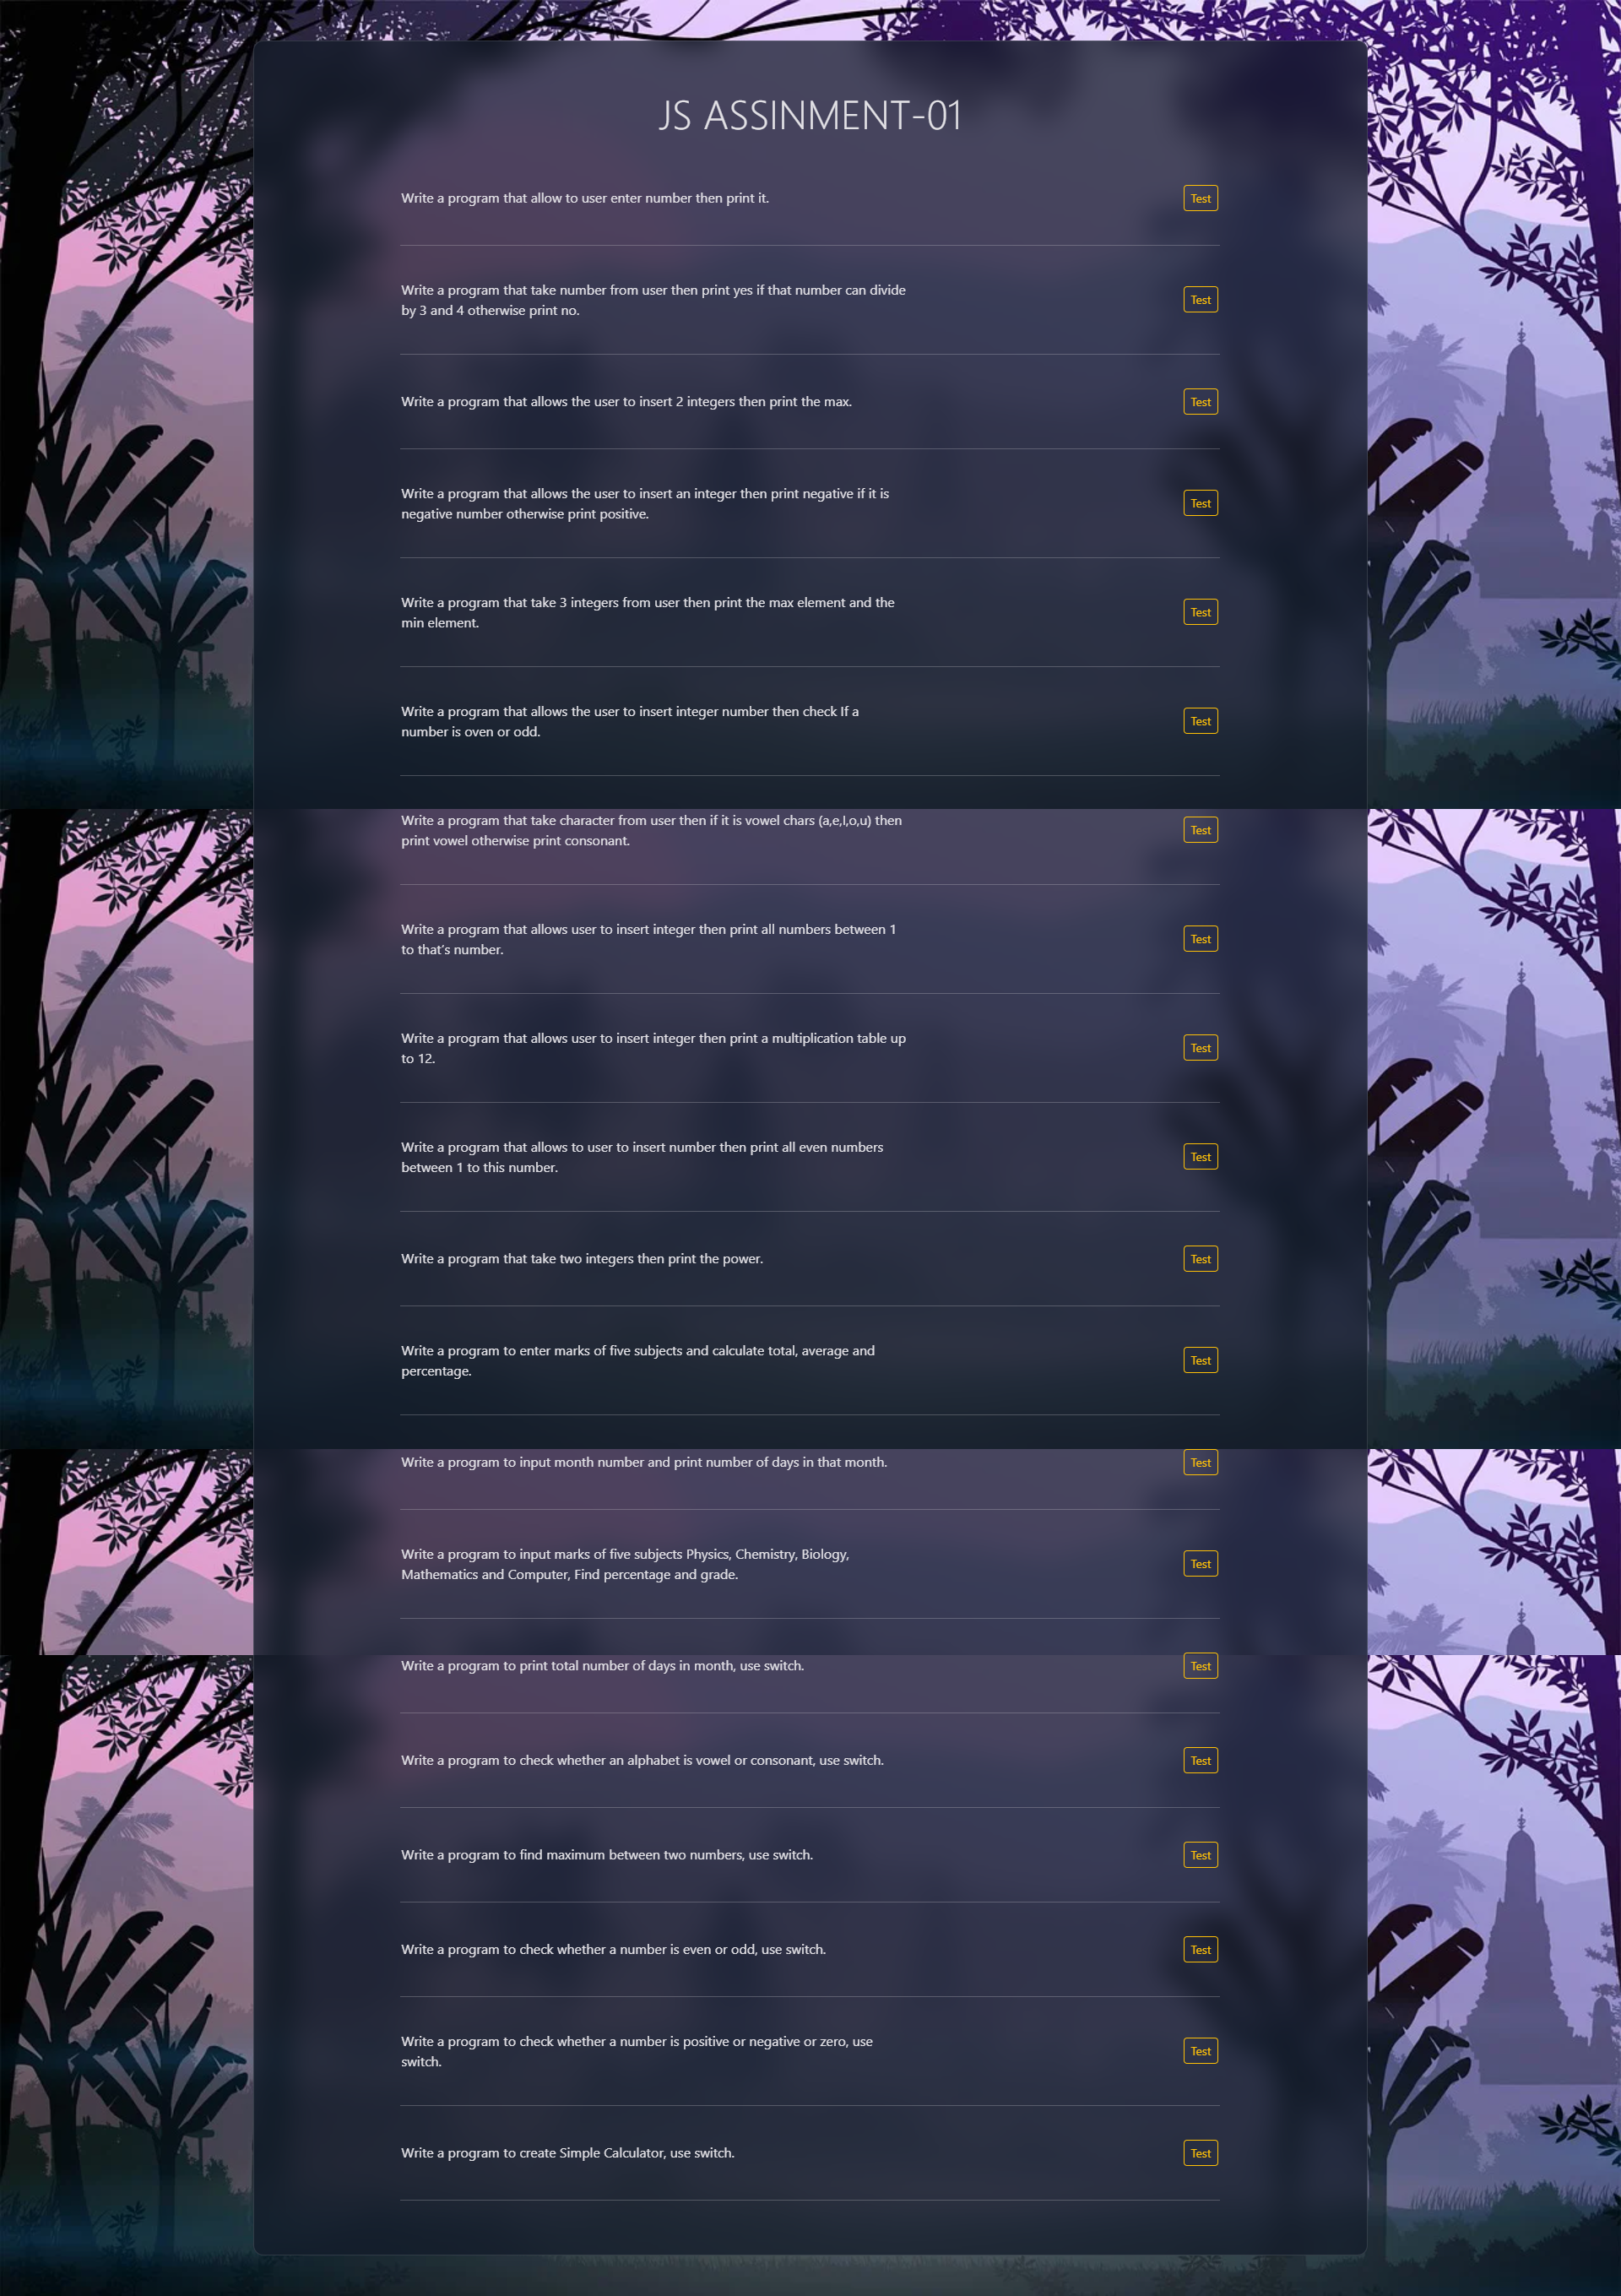 JS ASSINMENT-01
Write a program that allow to user enter number then print it.
Test
Write a program that take number from user then print yes if that number can divide
by 3 and 4 otherwise print no.
Test
Write a program that allows the user to insert 2 integers then print the max.
Test
Write a program that allows the user to insert an integer then print negative if it is
negative number otherwise print positive.
Test
Write a program that take 3 integers from user then print the max element and the
min element.
Test
Write a program that allows the user to insert integer number then check If a
number is oven or odd.
Test
Write a program that take character from user then if it is vowel chars (a,e,I,o,u) then
print vowel otherwise print consonant.
Test
Write a program that allows user to insert integer then print all numbers between 1
to that’s number.
Test
Write a program that allows user to insert integer then print a multiplication table up
to 12.
Test
Write a program that allows to user to insert number then print all even numbers
between 1 to this number.
Test
Write a program that take two integers then print the power.
Test
Write a program to enter marks of five subjects and calculate total, average and
percentage.
Test
Write a program to input month number and print number of days in that month.
Test
Write a program to input marks of five subjects Physics, Chemistry, Biology,
Mathematics and Computer, Find percentage and grade.
Test
Write a program to print total number of days in month, use switch.
Test
Write a program to check whether an alphabet is vowel or consonant, use switch.
Test
Write a program to find maximum between two numbers, use switch.
Test
Write a program to check whether a number is even or odd, use switch.
Test
Write a program to check whether a number is positive or negative or zero, use
switch.
Test
Write a program to create Simple Calculator, use switch.
Test